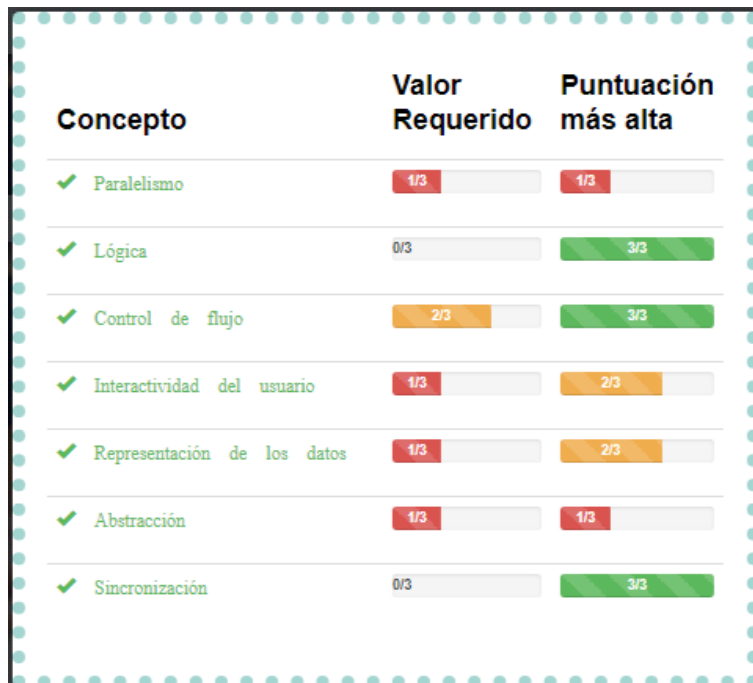 Concepto Valor Requerido Puntuación más alta
Paralelismo 1/3 1/3
Lógica 0/3 3/3
Control de flujo 2/3 3/3
Interactividad del usuario 1/3 2/3
Representación de los datos 1/3 2/3
Abstracción 1/3 1/3
Sincronización 0/3 3/3